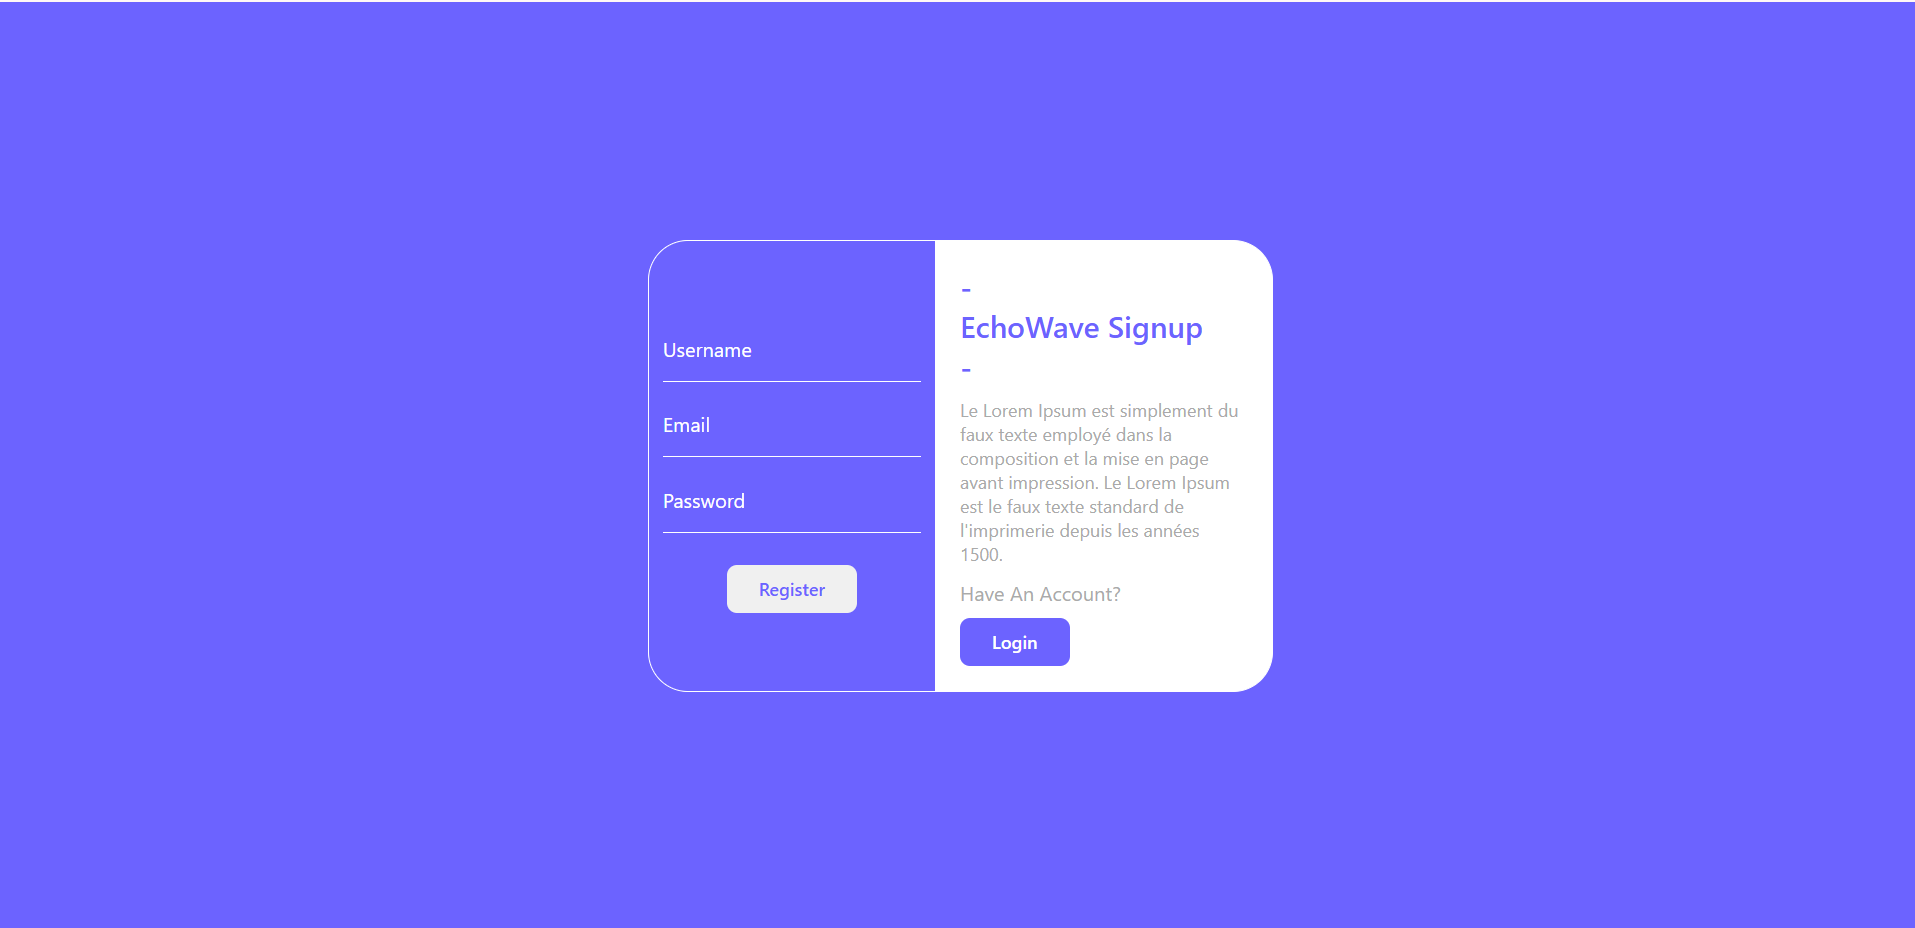 Username
Email
Password
Register
-
EchoWave Signup
-
Le Lorem Ipsum est simplement du
faux texte employé dans la
composition et la mise en page
avant impression. Le Lorem Ipsum
est le faux texte standard de
l'imprimerie depuis les années
1500.
Have An Account?
Login